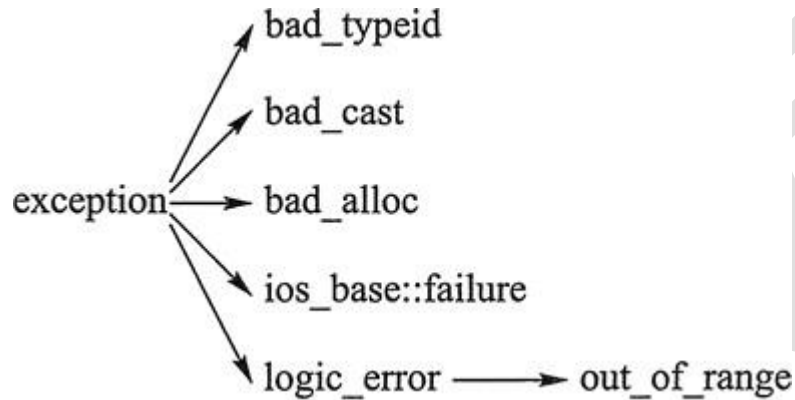 bad_typeid
bad_cast
exception bad_alloc
ios_base::failure
logic_error out_of_range